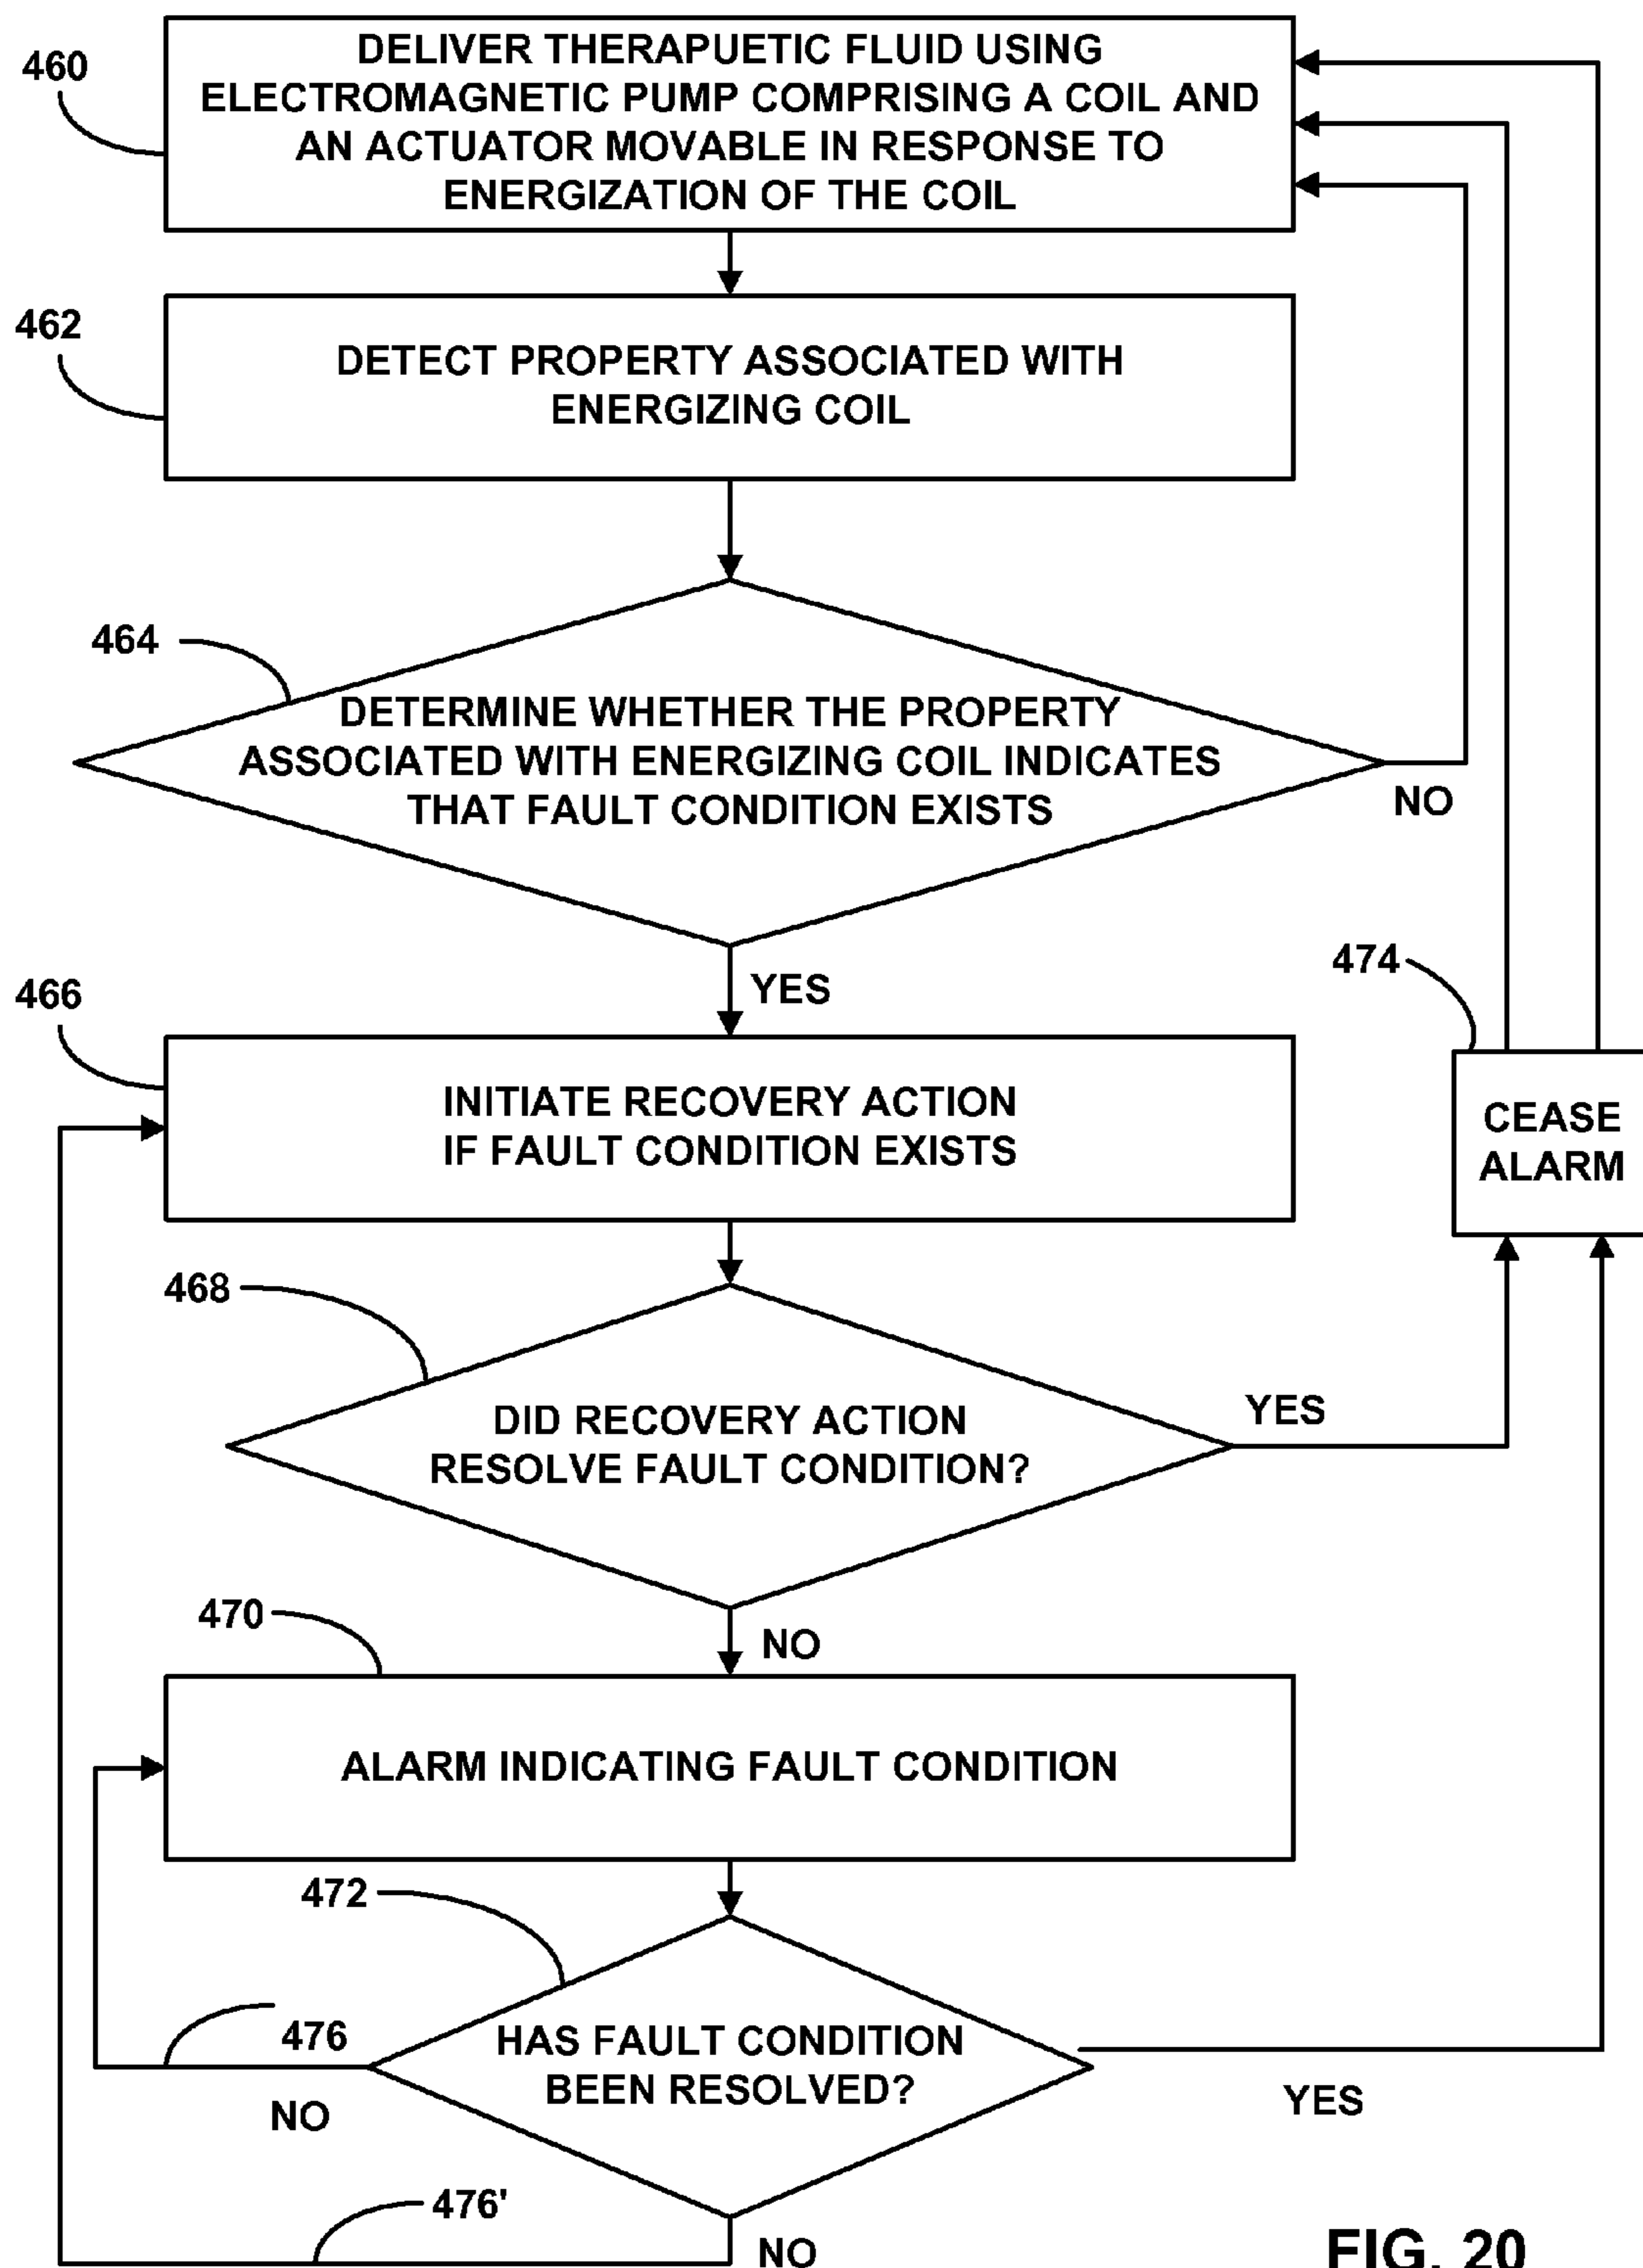 460
DELIVER THERAPUETIC FLUID USING
ELECTROMAGNETIC PUMP COMPRISING A COIL AND
AN ACTUATOR MOVABLE IN RESPONSE TO
ENERGIZATION OF THE COIL
462
DETECT PROPERTY ASSOCIATED WITH
ENERGIZING COIL
464
DETERMINE WHETHER THE PROPERTY
ASSOCIATED WITH ENERGIZING COIL INDICATES
THAT FAULT CONDITION EXISTS
NO
YES
474
466
INITIATE RECOVERY ACTION
IF FAULT CONDITION EXISTS
CEASE
ALARM
468
DID RECOVERY ACTION
RESOLVE FAULT CONDITION?
YES
NO
470
ALARM INDICATING FAULT CONDITION
472
HAS FAULT CONDITION
BEEN RESOLVED?
476
NO
YES
476'
NO
FIG. 20